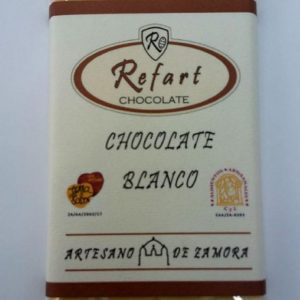 R
Refart
CHOCOLATE
CHOCOLATE
BLANCO
ARTESANO DE ZAMORA